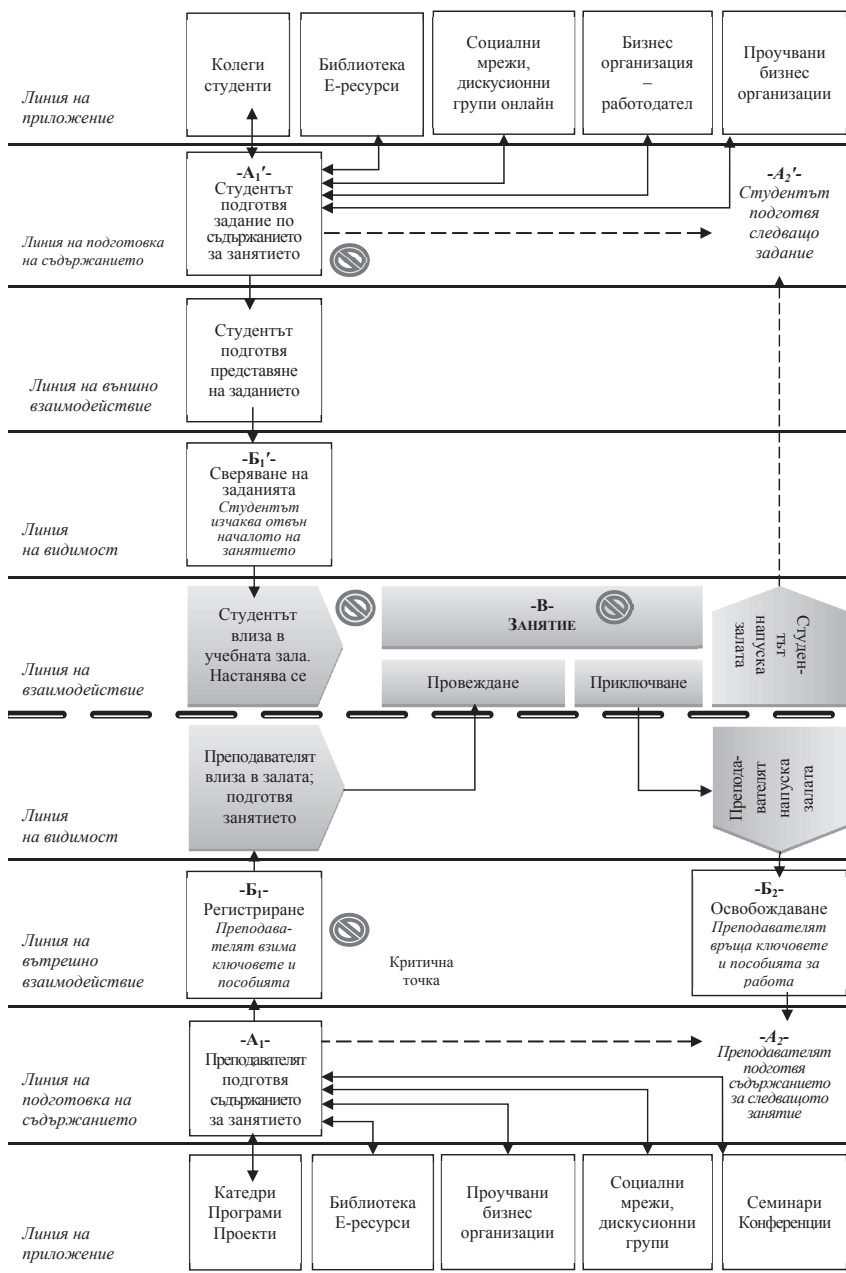 Колеги
студенти
Библиотека
Е-ресурси
Социални
мрежи,
дискусионни
групи онлайн
Бизнес
организация
–
работодател
Проучвани
бизнес
организации
Линия на
приложение
-А₁′-
Студентът
подготвя
задание по
съдържанието
за занятието
-А₂′-
Студентът
подготвя
следващо
задание
Линия на подготовка
на съдържанието
Студентът
подготвя
представяне
на заданието
Линия на външно
взаимодействие
-Б₁′-
Сверяване на
заданията
Студентът
изчаква отвън
началото на
занятието
Линия
на видимост
Студентът
влиза в
учебната зала.
Настанява се
-В-
ЗАНЯТИЕ
Провеждане
Приключване
Студен-
тът
напуска
залата
Линия на
взаимодействие
Преподавателят
влиза в залата;
подготвя
занятието
Препода-
вателят
напуска
залата
Линия
на видимост
-Б₁-
Регистриране
Преподава-
телят взима
ключовете и
пособията
Критична
точка
-Б₂-
Освобождаване
Преподавателят
връща ключовете
и пособията за
работа
Линия на
вътрешно
взаимодействие
-А₁-
Преподавателят
подготвя
съдържанието
за занятието
-А₂-
Преподавателят
подготвя
съдържанието
за следващото
занятие
Линия на
подготовка на
съдържанието
Катедри
Програми
Проекти
Библиотека
Е-ресурси
Проучвани
бизнес
организации
Социални
мрежи,
дискусионни
групи
Семинари
Конференции
Линия на
приложение